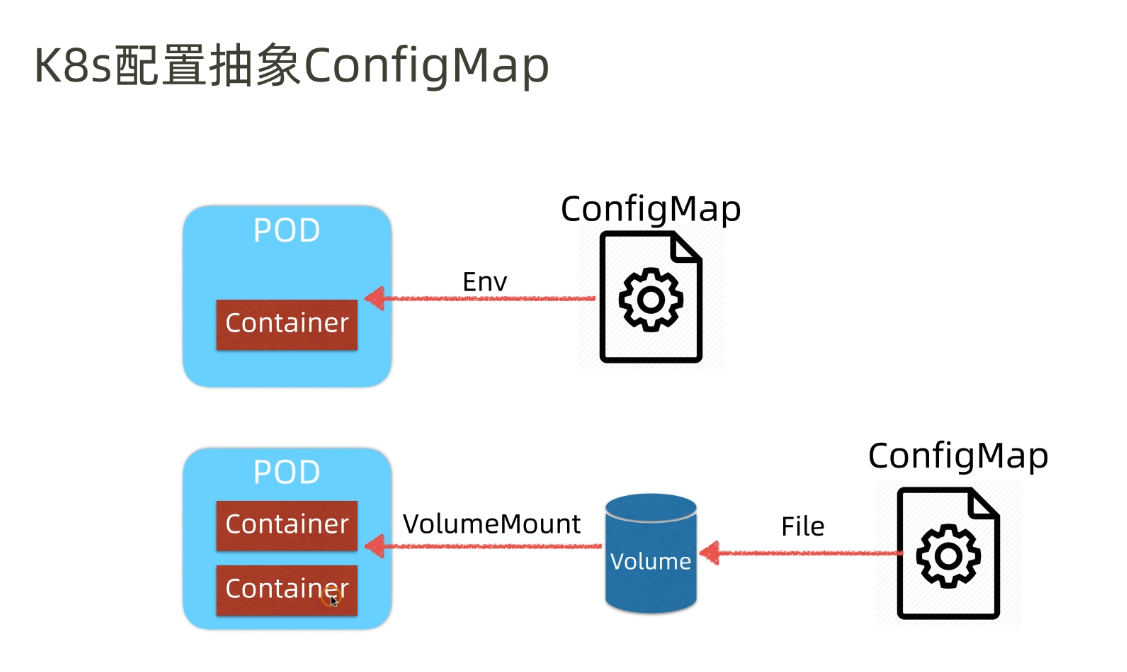 K8s配置抽象ConfigMap
ConfigMap
POD
Env
Container
ConfigMap
POD
Container
VolumeMount
File
Volume
Container